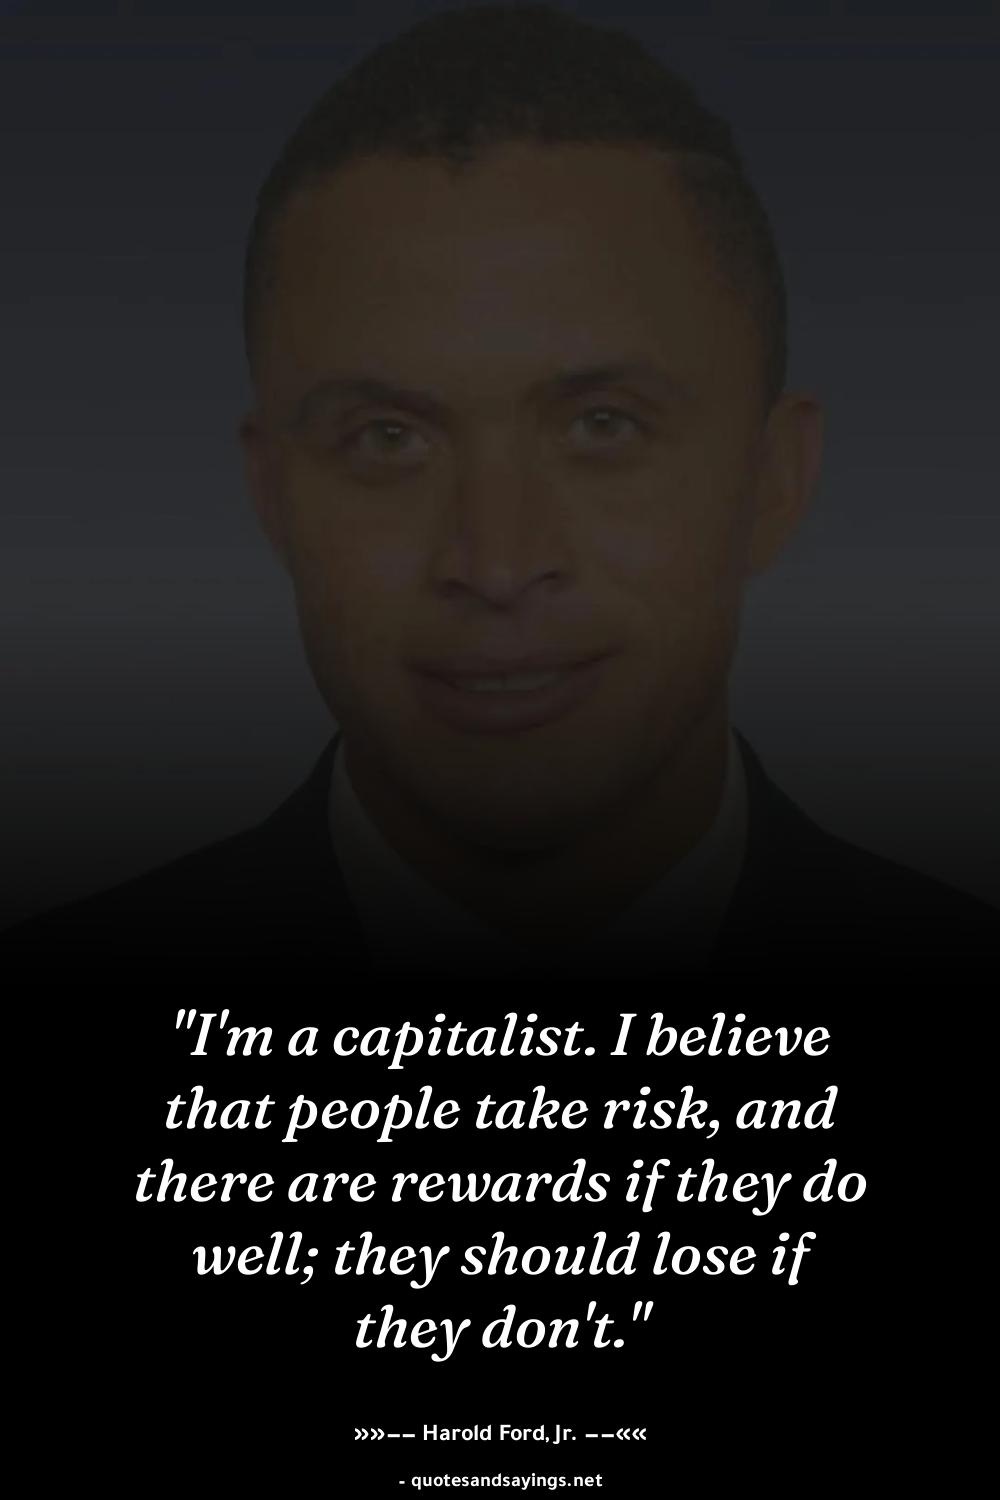 "I'm a capitalist. I believe
that people take risk, and
there are rewards if they do
well; they should lose if
they don't."
»»−− Harold Ford, Jr. −−««
- quotesandsayings.net